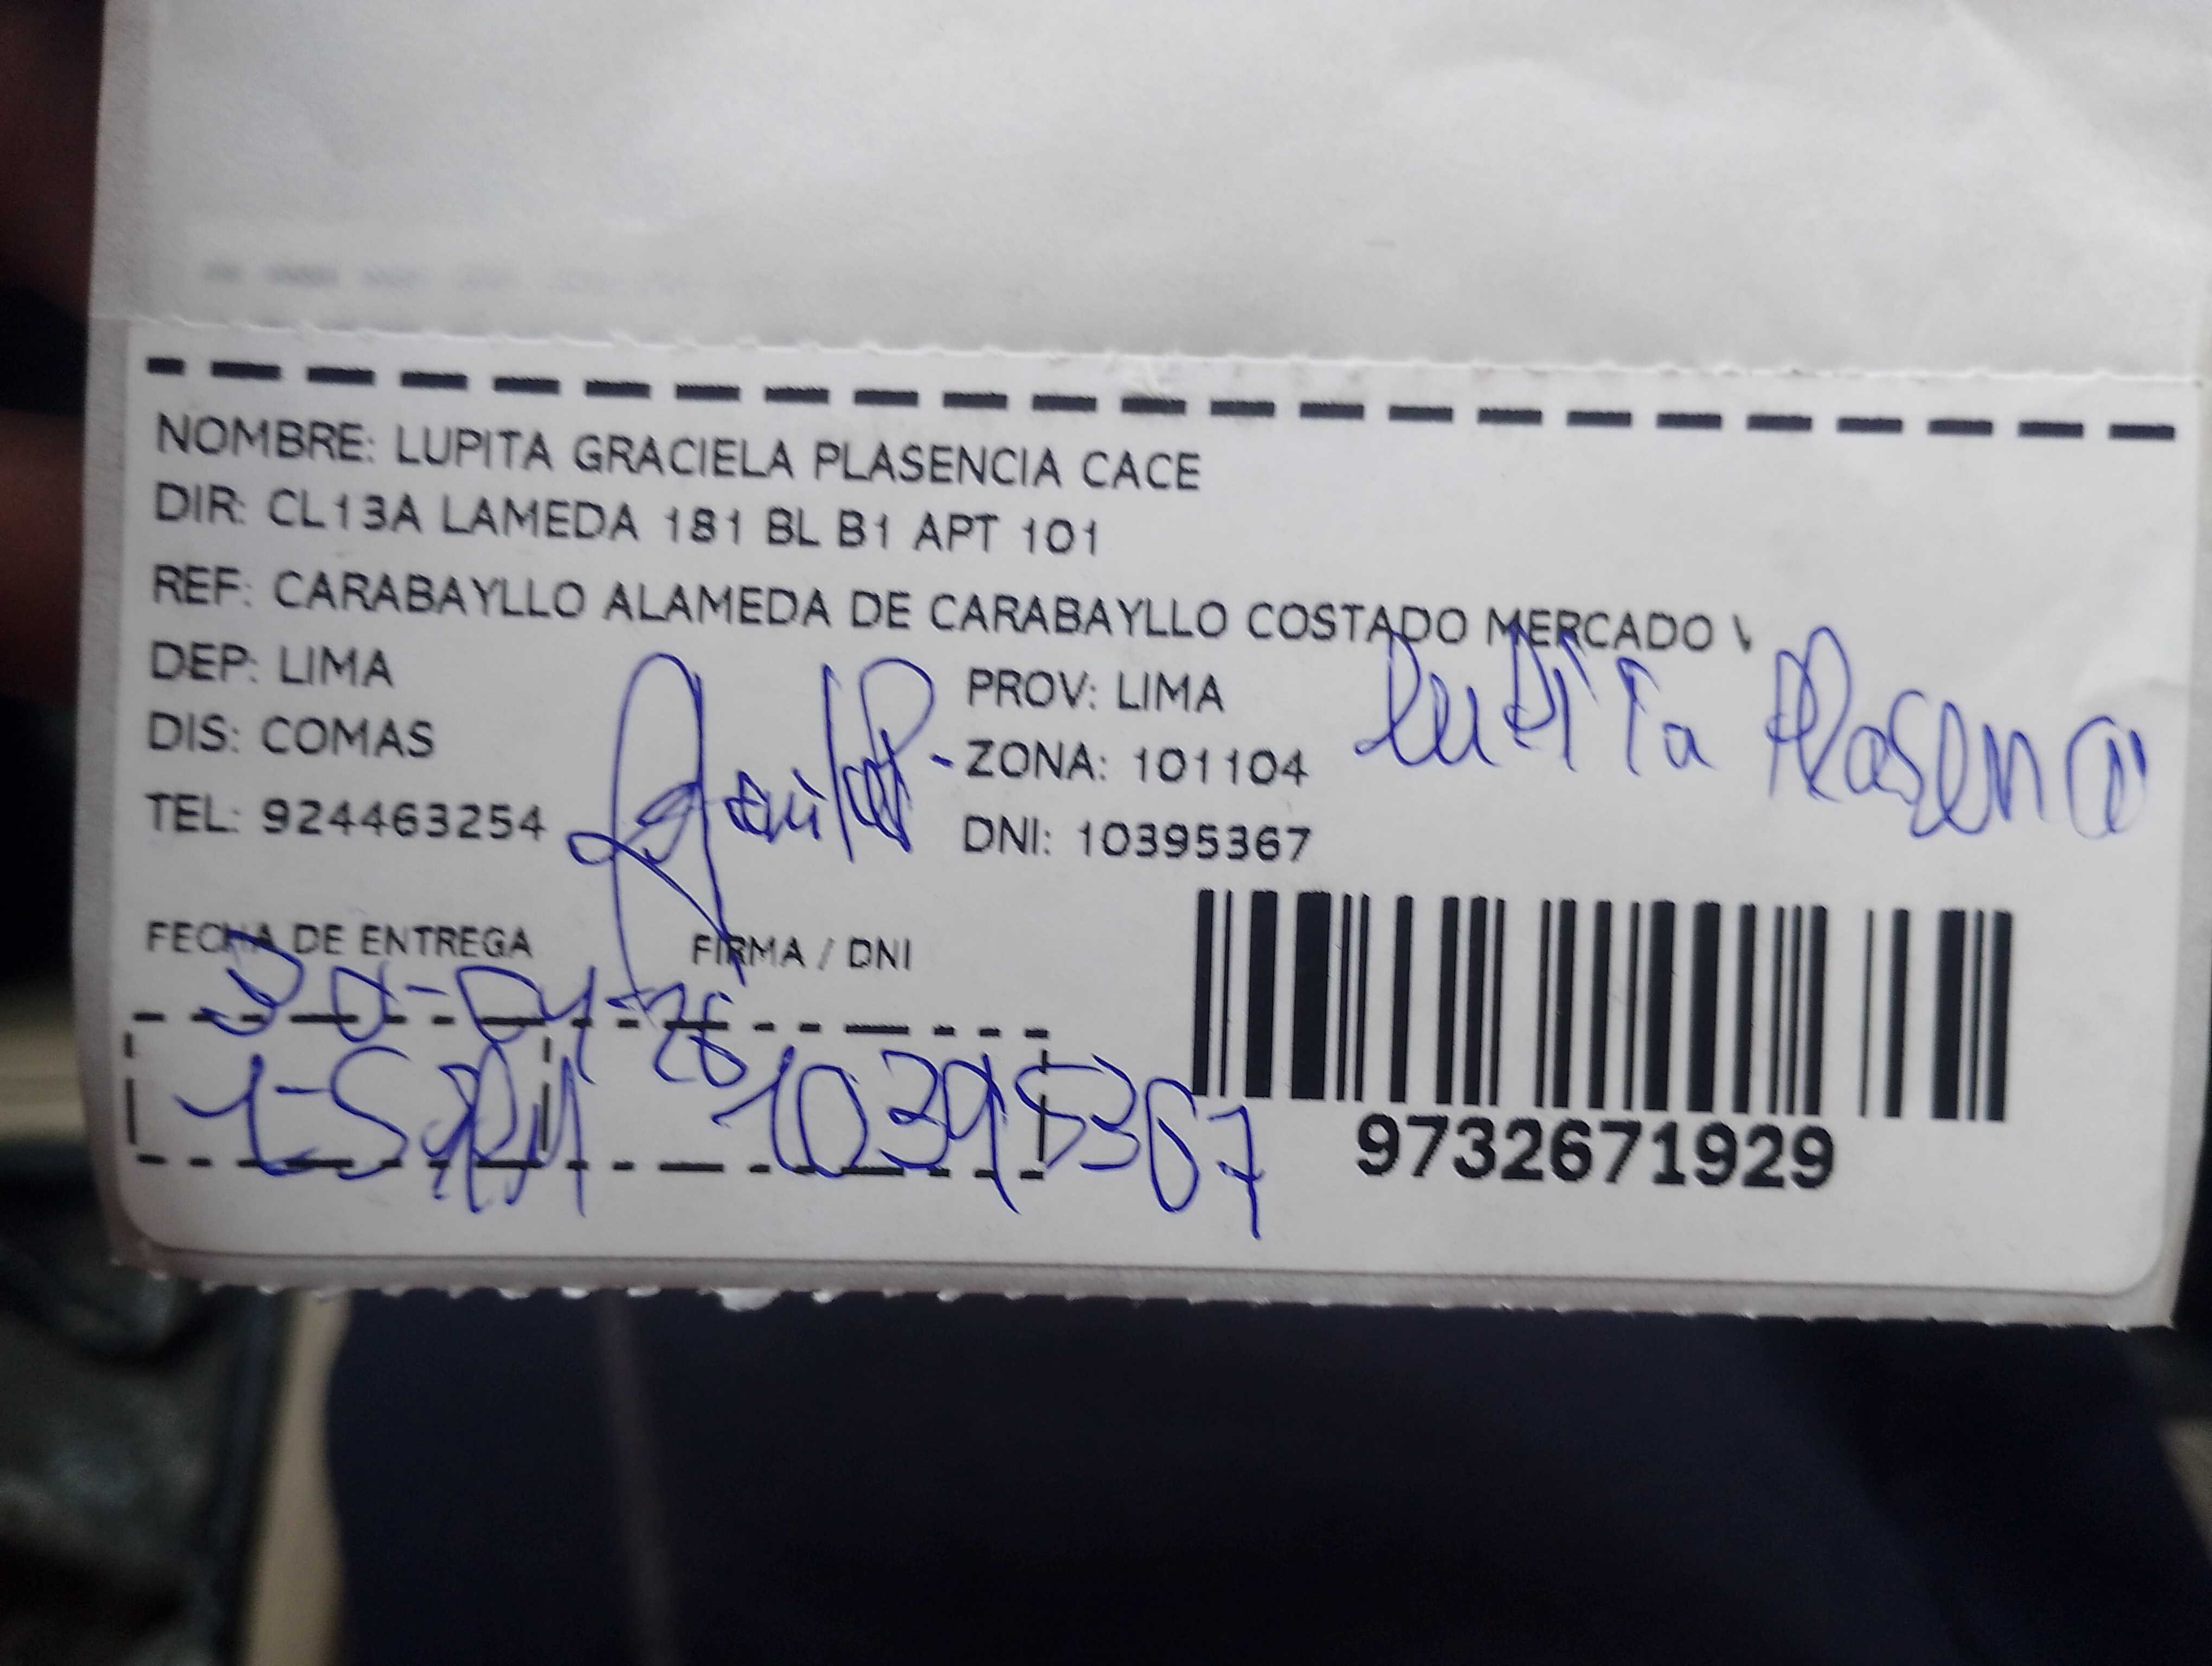 NOMBRE: LUPITA GRACIELA PLASENCIA CACE
DIR: CL13A LAMEDA 181 BL B1 APT 101
REF: CARABAYLLO ALAMEDA DE CARABAYLLO COSTADO MERCADO
DEP: LIMA PROV: LIMA
Lupita Plasencia
DIS: COMAS ZONA: 101104
TEL: 924463254 DNI: 10395367
FECHA DE ENTREGA FIRMA / DNI
10395367
9732671929